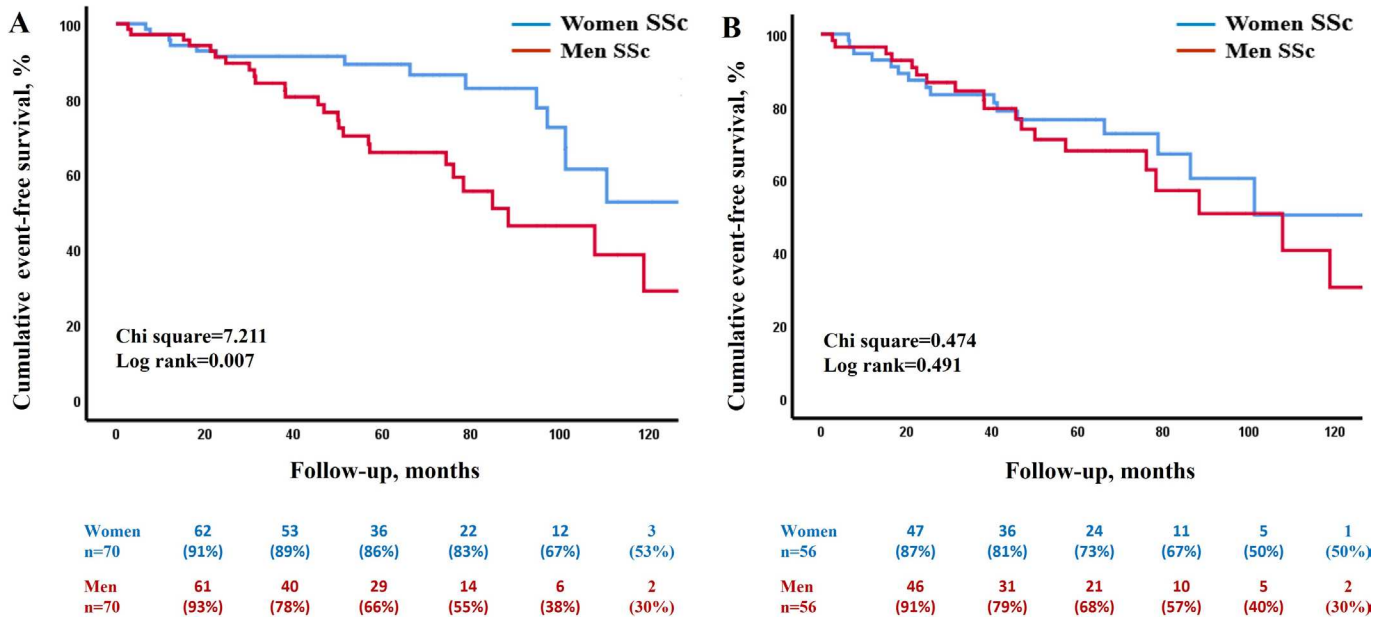 A
Women SSc
Men SSc
Cumulative event-free survival, %
100
80
60
40
20
0
Chi square=7.211
Log rank=0.007
0 20 40 60 80 100 120
Follow-up, months
Women 62 53 36 22 12 3
n=70 (91%) (89%) (86%) (83%) (67%) (53%)
Men 61 40 29 14 6 2
n=70 (93%) (78%) (66%) (55%) (38%) (30%)
B
Women SSc
Men SSc
Cumulative event-free survival, %
100
80
60
40
20
0
Chi square=0.474
Log rank=0.491
0 20 40 60 80 100 120
Follow-up, months
Women 47 36 24 11 5 1
n=56 (87%) (81%) (73%) (67%) (50%) (50%)
Men 46 31 21 10 5 2
n=56 (91%) (79%) (68%) (57%) (40%) (30%)